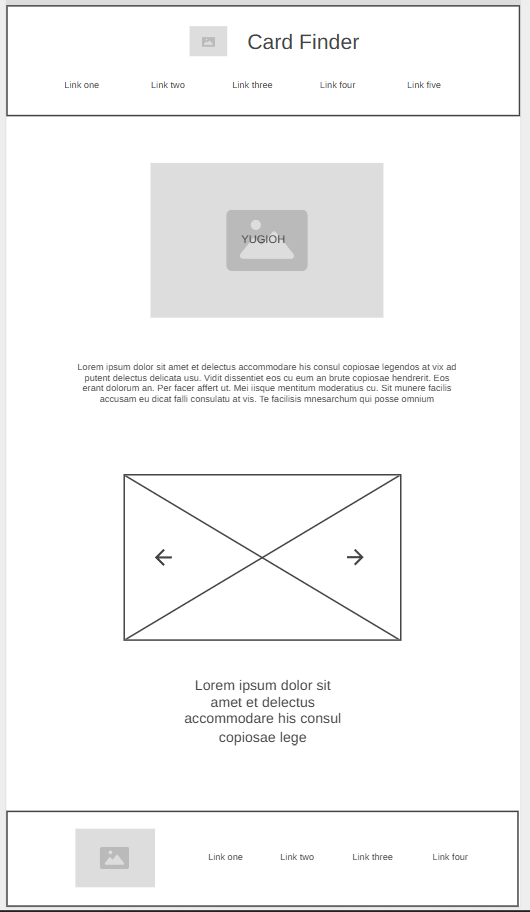 Card Finder
Link one Link two Link three Link four Link five
YUGIOH
Lorem ipsum dolor sit amet et delectus accommodare his consul copiosae legendos at vix ad
putent delectus delicata usu. Vidit dissentiet eos cu eum an brute copiosae hendrerit. Eos
erant dolorum an. Per facer affert ut. Mei iisque mentitum moderatius cu. Sit munere facilis
accusam eu dicat falli consulatu at vis. Te facilisis mnesarchum qui posse omnium
Lorem ipsum dolor sit
amet et delectus
accommodare his consul
copiosae lege
Link one Link two Link three Link four